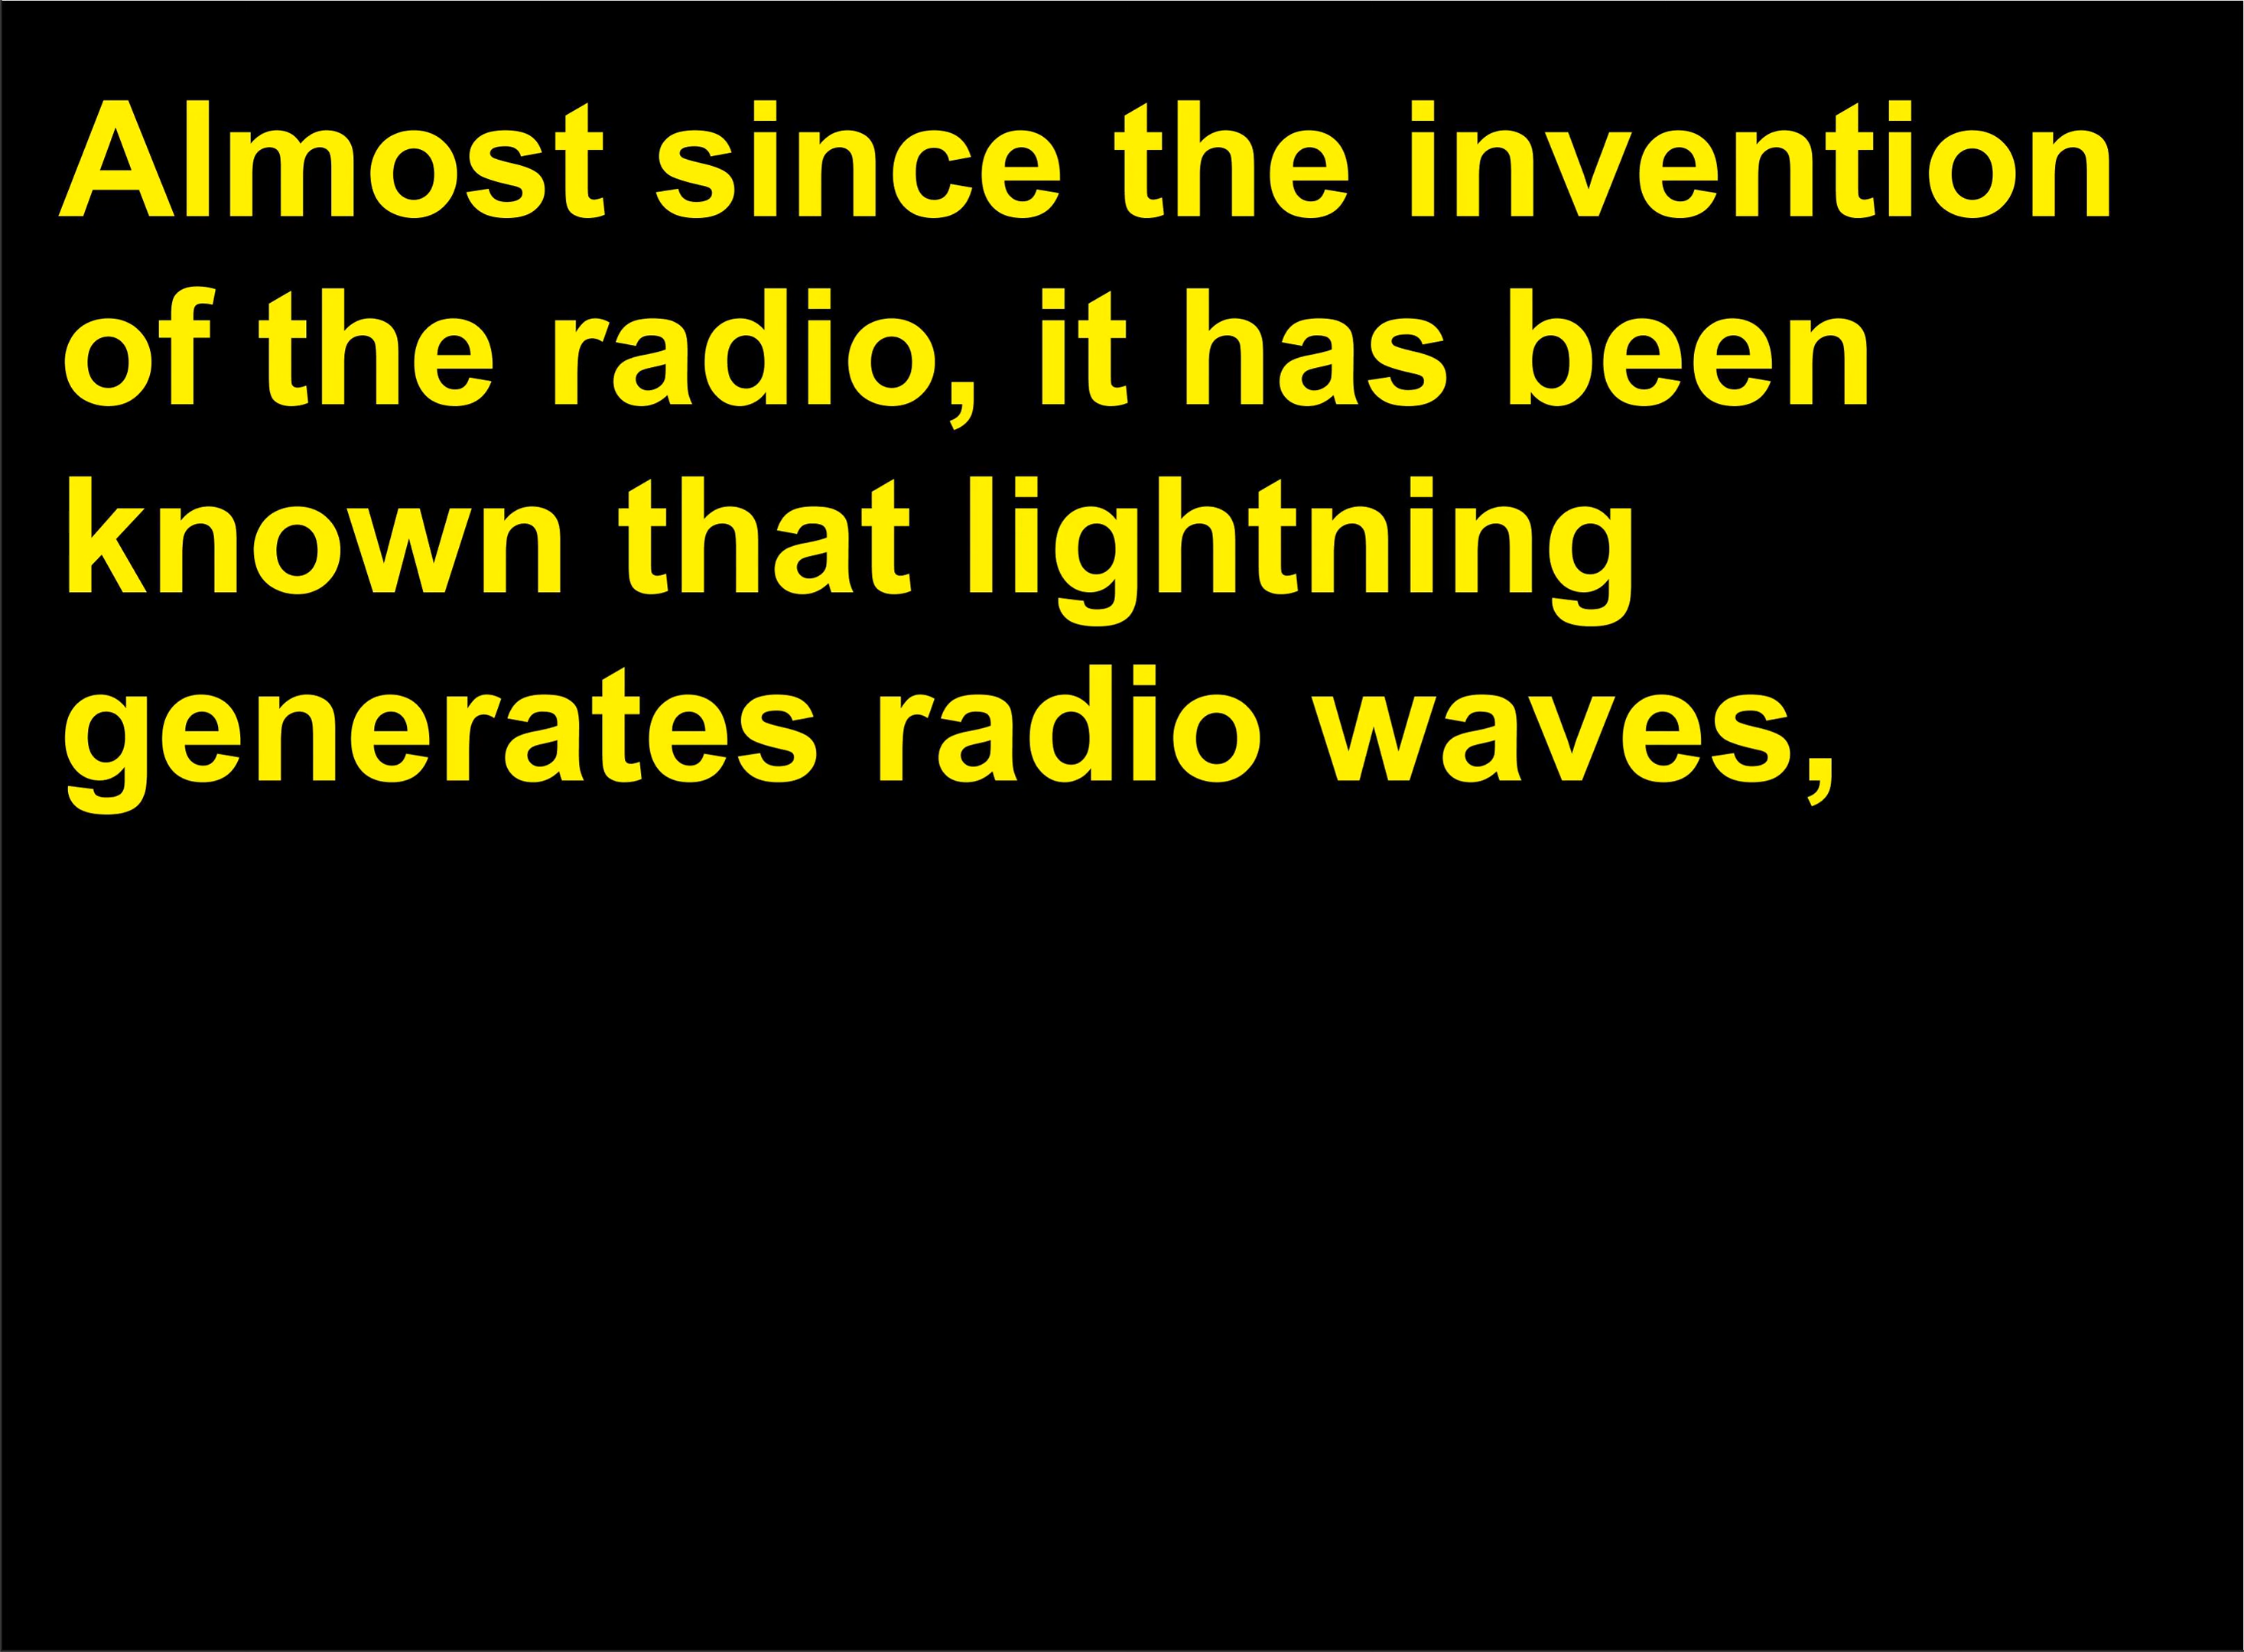 Almost since the invention
of the radio, it has been
known that lightning
generates radio waves,